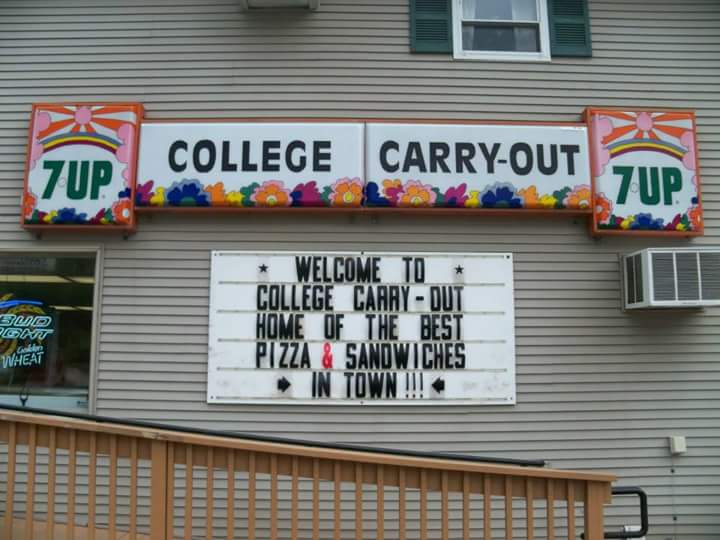 7UP COLLEGE CARRY-OUT 7UP
★ WELCOME TO ★
COLLEGE CARRY-OUT
HOME OF THE BEST
PIZZA & SANDWICHES
➡ IN TOWN !!! ⬅
BUD
LIGHT
Golden
WHEAT